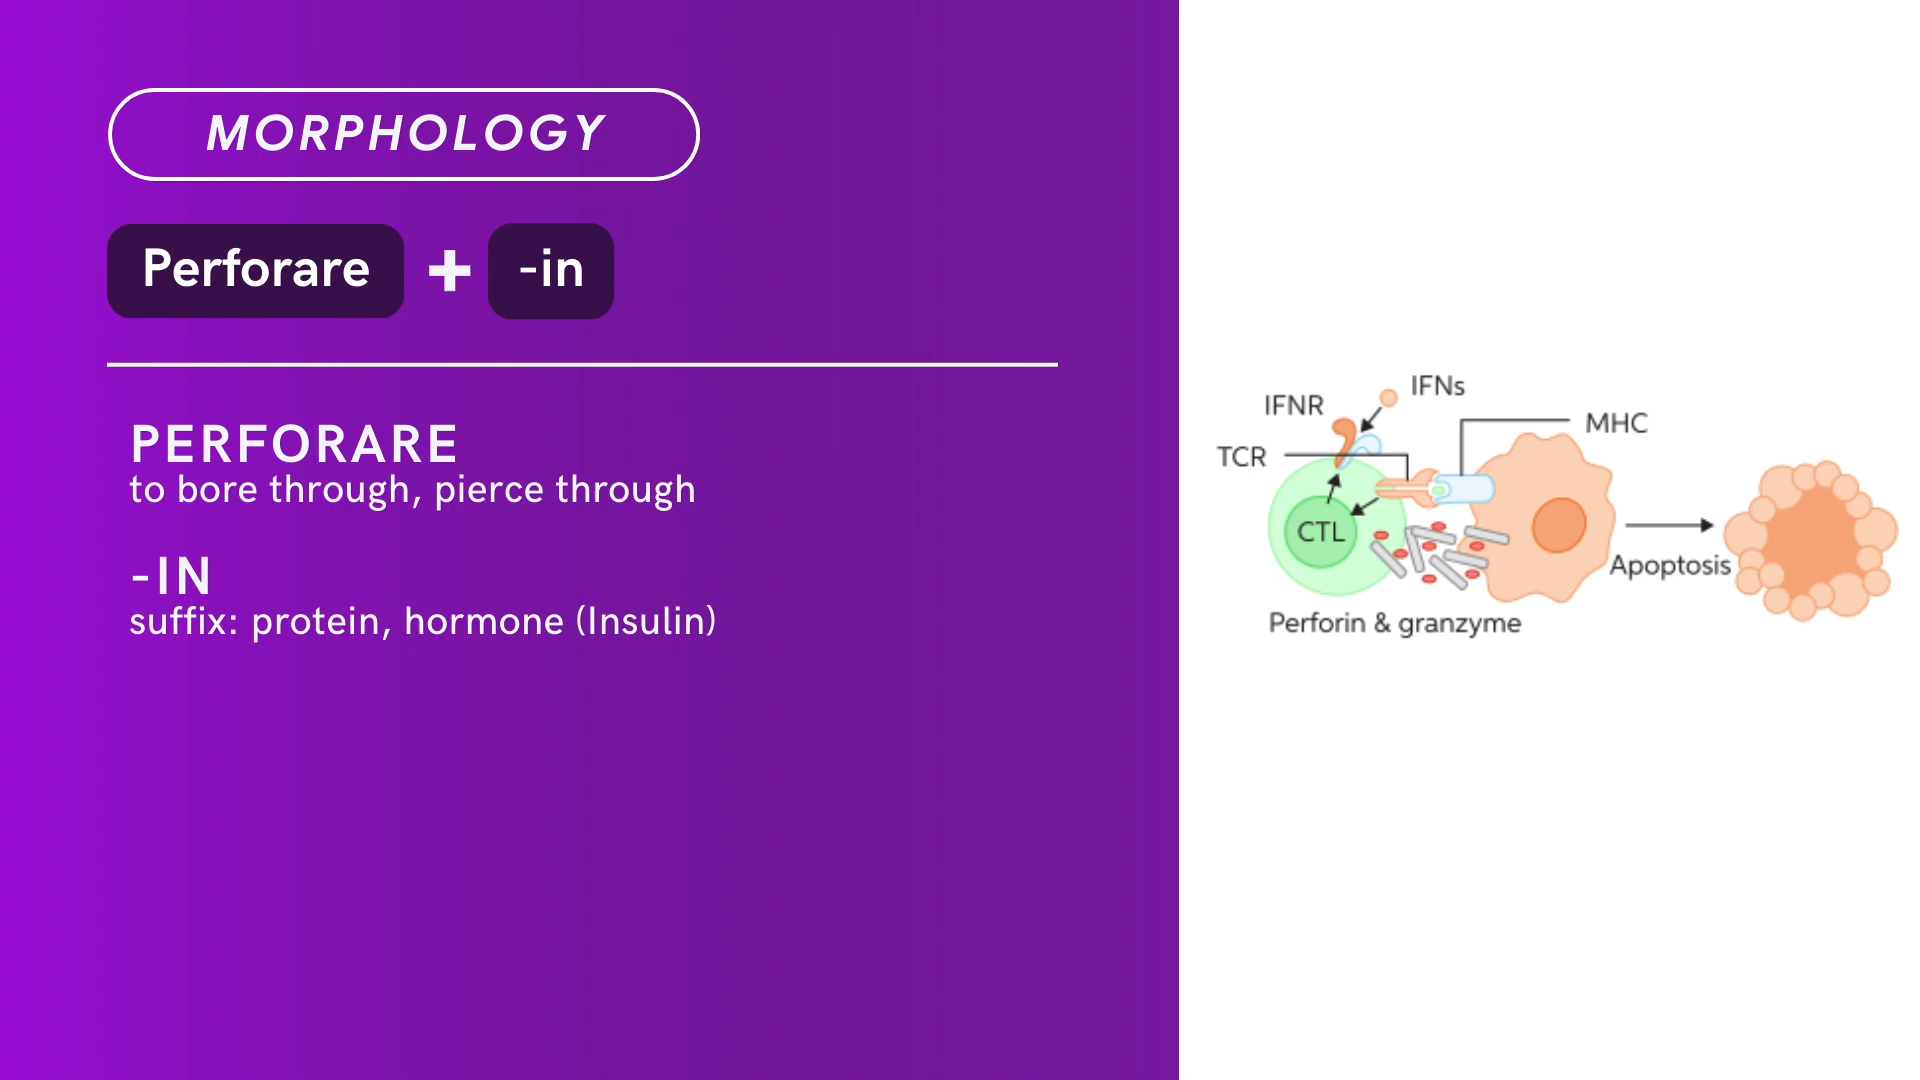 MORPHOLOGY
Perforare + -in
PERFORARE
to bore through, pierce through
-IN
suffix: protein, hormone (Insulin)
IFNs
IFNR
MHC
TCR
CTL
Apoptosis
Perforin & granzyme